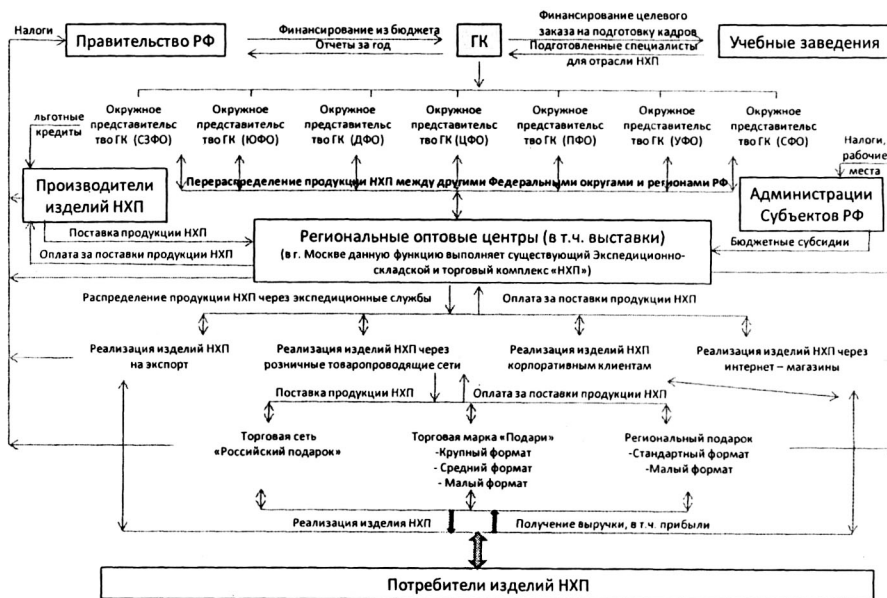 Налоги
Правительство РФ
Финансирование из бюджета
Отчеты за год
ГК
Финансирование целевого
заказа на подготовку кадров
Подготовленные специалисты
для отрасли НХП
Учебные заведения
льготные
кредиты
Окружное
представительс
тво ГК (СЗФО)
Окружное
представительс
тво ГК (ЮФО)
Окружное
представительс
тво ГК (ДФО)
Окружное
представительс
тво ГК (ЦФО)
Окружное
представительс
тво ГК (ПФО)
Окружное
представительс
тво ГК (УФО)
Окружное
представительс
тво ГК (СФО)
Налоги,
рабочие
места
Перераспределение продукции НХП между другими Федеральными округами и регионами РФ
Производители
изделий НХП
Администрации
Субъектов РФ
Поставка продукции НХП
Оплата за поставки продукции НХП
Региональные оптовые центры (в т.ч. выставки)
(в г. Москве данную функцию выполняет существующий Экспедиционно-
складской и торговый комплекс «НХП»)
Бюджетные субсидии
Распределение продукции НХП через экспедиционные службы
Оплата за поставки продукции НХП
Реализация изделий НХП
на экспорт
Реализация изделий НХП через
розничные товаропроводящие сети
Реализация изделий НХП
корпоративным клиентам
Реализация изделий НХП через
интернет – магазины
Поставка продукции НХП
Оплата за поставки продукции НХП
Торговая сеть
«Российский подарок»
Торговая марка «Подари»
-Крупный формат
- Средний формат
- Малый формат
Региональный подарок
-Стандартный формат
-Малый формат
Реализация изделия НХП
Получение выручки, в т.ч. прибыли
Потребители изделий НХП